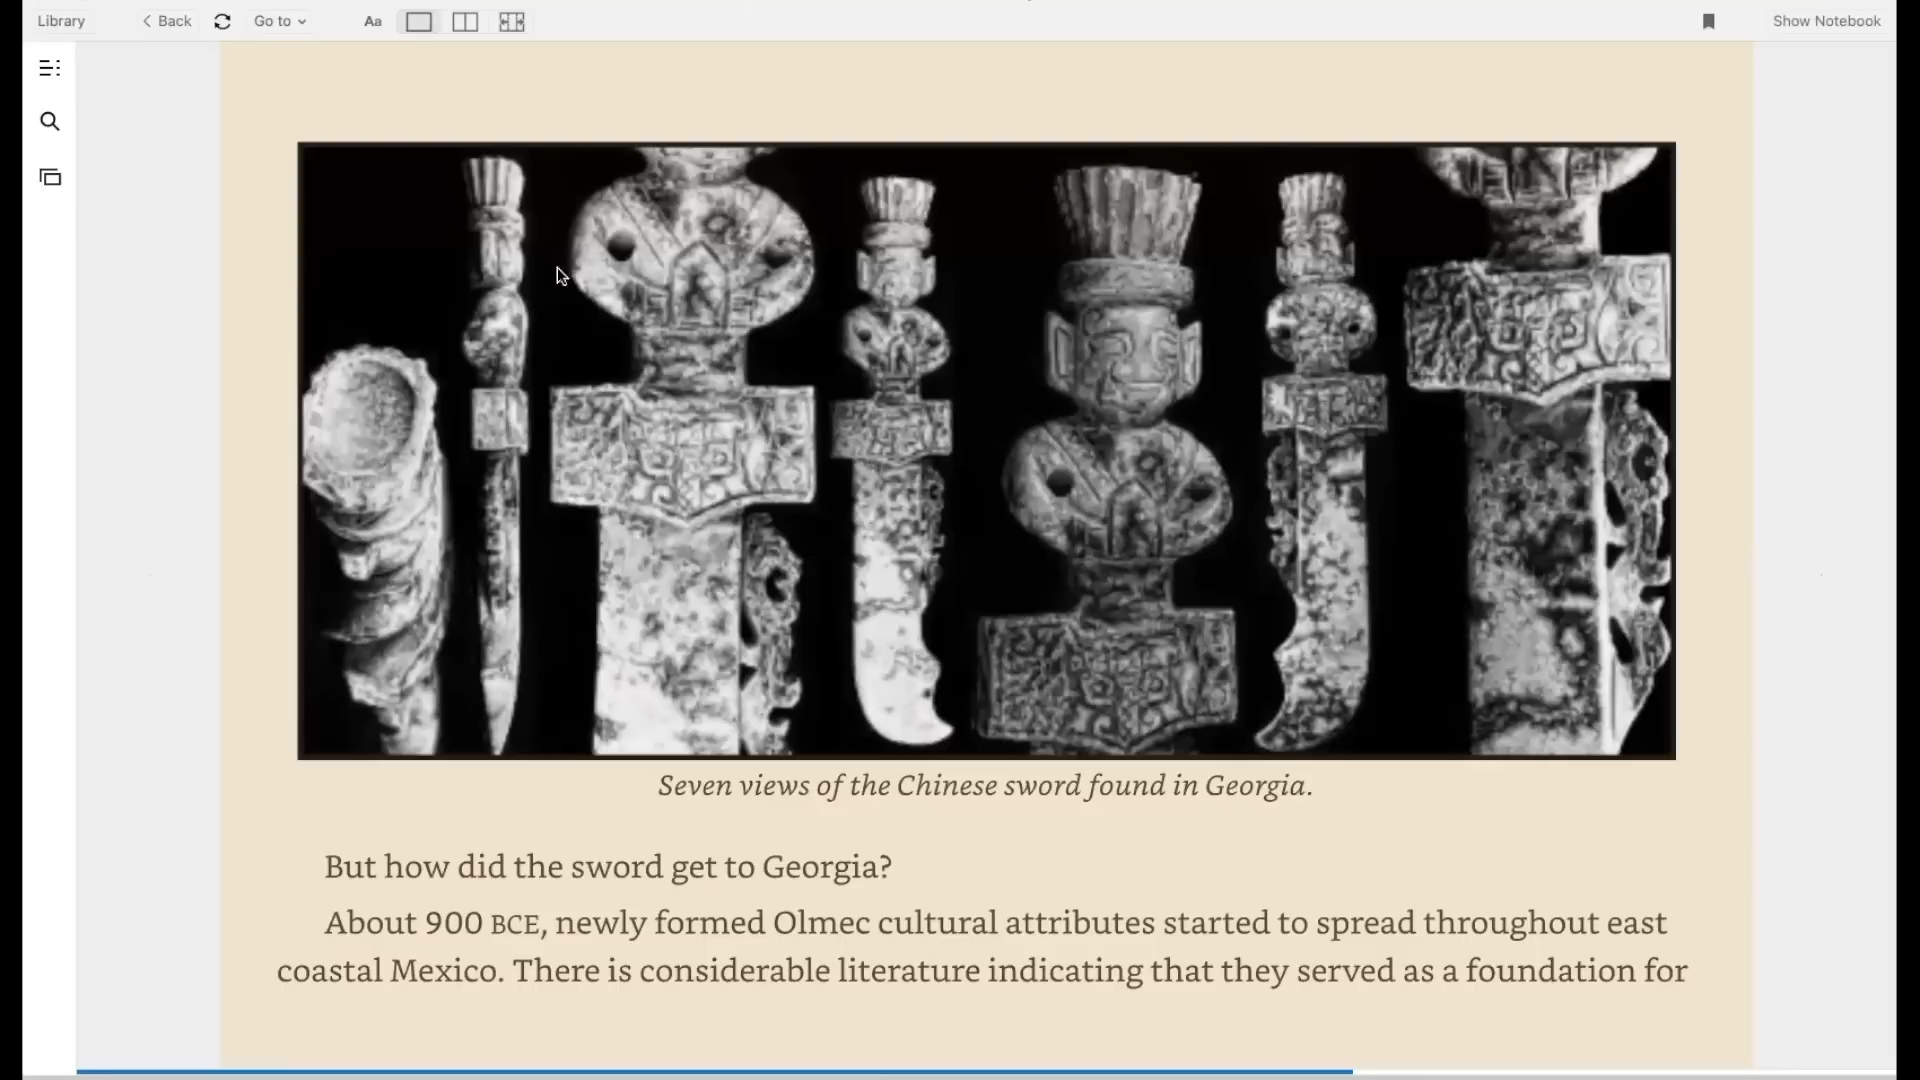 Library
Back
Go to
Aa
Show Notebook
Seven views of the Chinese sword found in Georgia.
But how did the sword get to Georgia?
About 900 BCE, newly formed Olmec cultural attributes started to spread throughout east
coastal Mexico. There is considerable literature indicating that they served as a foundation for